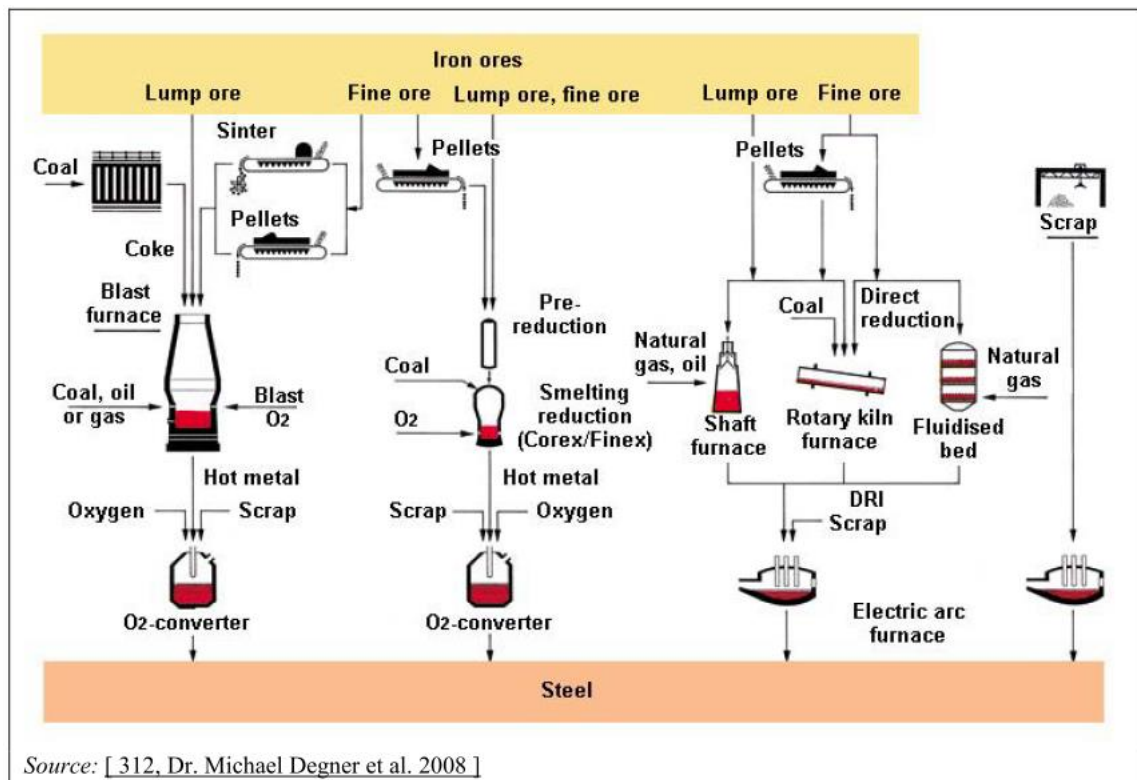 Iron ores
Lump ore
Fine ore
Lump ore, fine ore
Lump ore
Fine ore
Sinter
Coal
Pellets
Pellets
Pellets
Scrap
Coke
Blast
furnace
Pre-
reduction
Coal
Direct
reduction
Natural
gas, oil
Natural
gas
Coal
Coal, oil
or gas
Blast
O2
O2
Smelting
reduction
(Corex/Finex)
Shaft
furnace
Rotary kiln
furnace
Fluidised
bed
Hot metal
Hot metal
Oxygen
Scrap
Scrap
Oxygen
DRI
Scrap
O2-converter
O2-converter
Electric arc
furnace
Steel
Source: [ 312, Dr. Michael Degner et al. 2008 ]